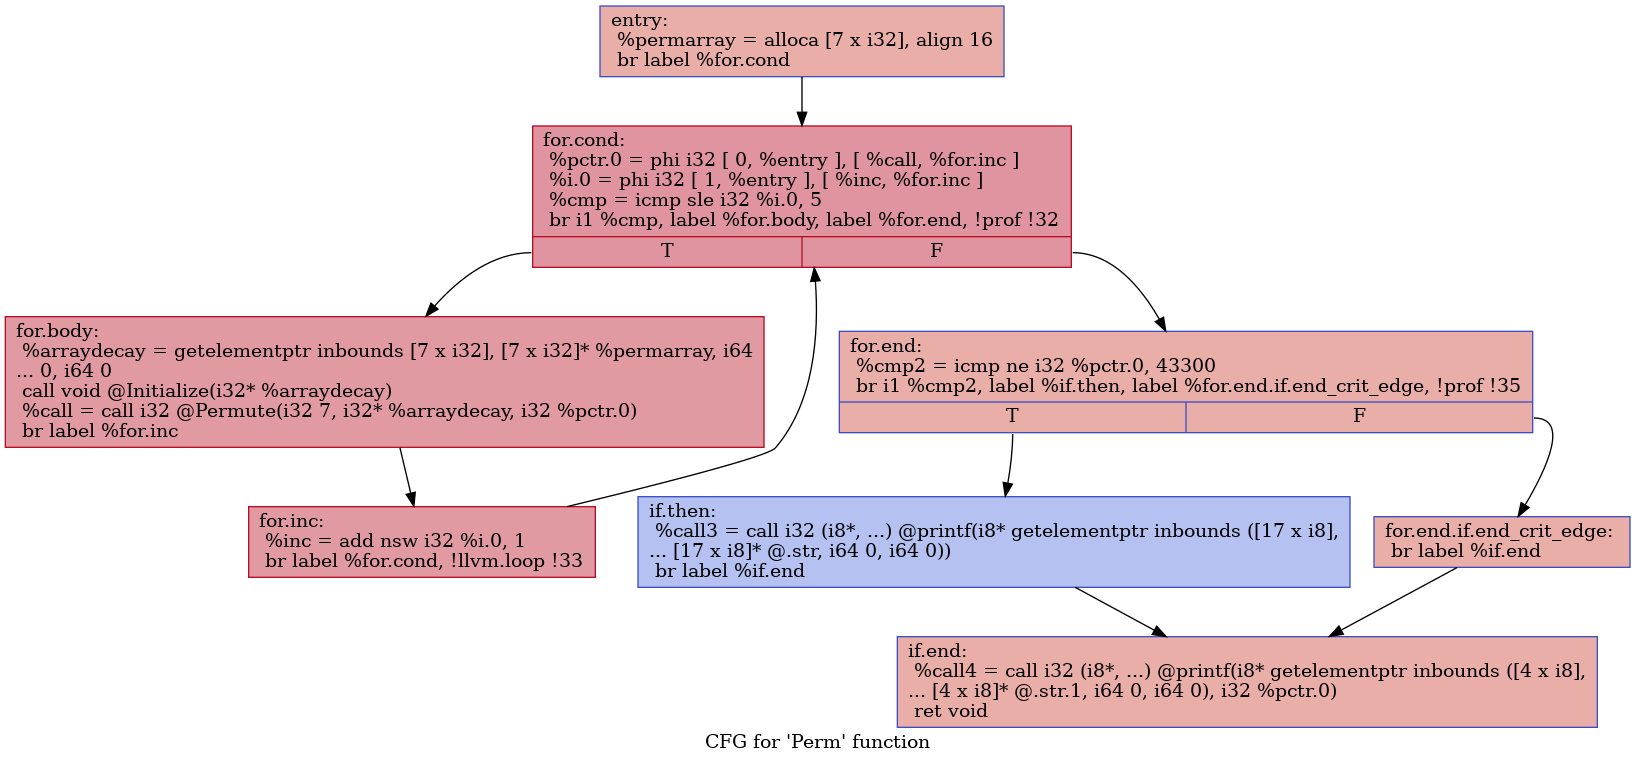 entry:
%permarray = alloca [7 x i32], align 16
br label %for.cond
for.cond:
%pctr.0 = phi i32 [ 0, %entry ], [ %call, %for.inc ]
%i.0 = phi i32 [ 1, %entry ], [ %inc, %for.inc ]
%cmp = icmp sle i32 %i.0, 5
br i1 %cmp, label %for.body, label %for.end, !prof !32
T F
for.body:
%arraydecay = getelementptr inbounds [7 x i32], [7 x i32]* %permarray, i64
... 0, i64 0
call void @Initialize(i32* %arraydecay)
%call = call i32 @Permute(i32 7, i32* %arraydecay, i32 %pctr.0)
br label %for.inc
for.end:
%cmp2 = icmp ne i32 %pctr.0, 43300
br i1 %cmp2, label %if.then, label %for.end.if.end_crit_edge, !prof !35
T F
for.inc:
%inc = add nsw i32 %i.0, 1
br label %for.cond, !llvm.loop !33
if.then:
%call3 = call i32 (i8*, ...) @printf(i8* getelementptr inbounds ([17 x i8],
... [17 x i8]* @.str, i64 0, i64 0))
br label %if.end
for.end.if.end_crit_edge:
br label %if.end
if.end:
%call4 = call i32 (i8*, ...) @printf(i8* getelementptr inbounds ([4 x i8],
... [4 x i8]* @.str.1, i64 0, i64 0), i32 %pctr.0)
ret void
CFG for 'Perm' function